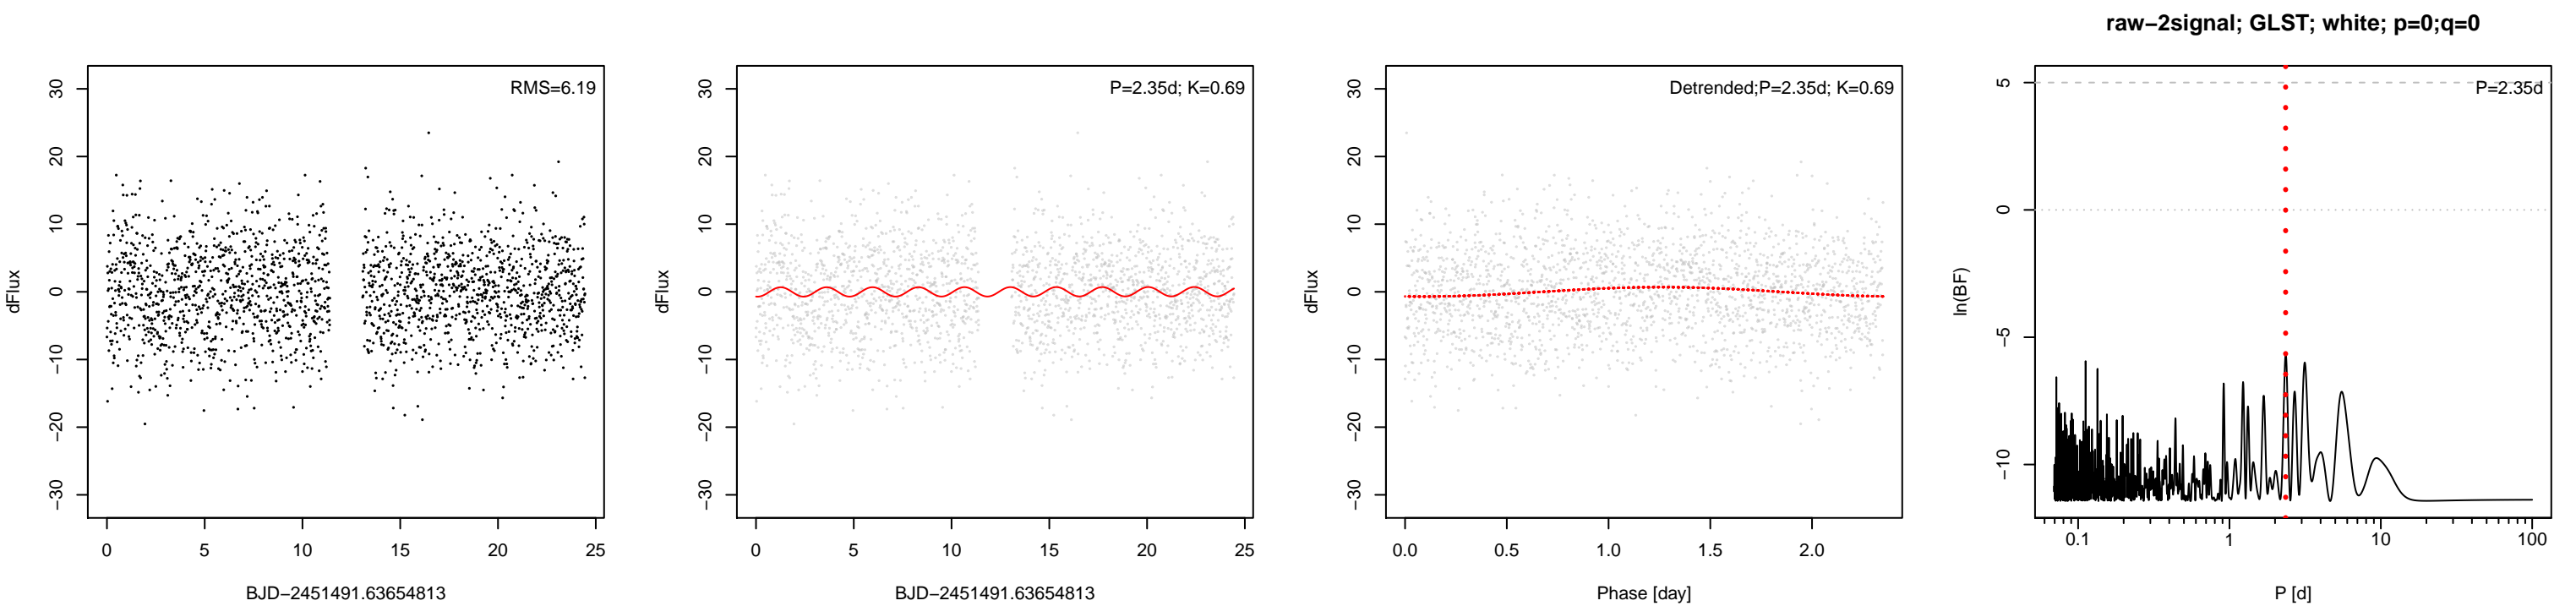 raw−2signal; GLST; white; p=0;q=0
RMS=6.19
30
20
10
0
−10
−20
−30
dFlux
0 5 10 15 20 25
BJD−2451491.63654813
P=2.35d; K=0.69
30
20
10
0
−10
−20
−30
dFlux
0 5 10 15 20 25
BJD−2451491.63654813
Detrended;P=2.35d; K=0.69
30
20
10
0
−10
−20
−30
dFlux
0.0 0.5 1.0 1.5 2.0
Phase [day]
P=2.35d
5
0
−5
−10
ln(BF)
0.1 1 10 100
P [d]